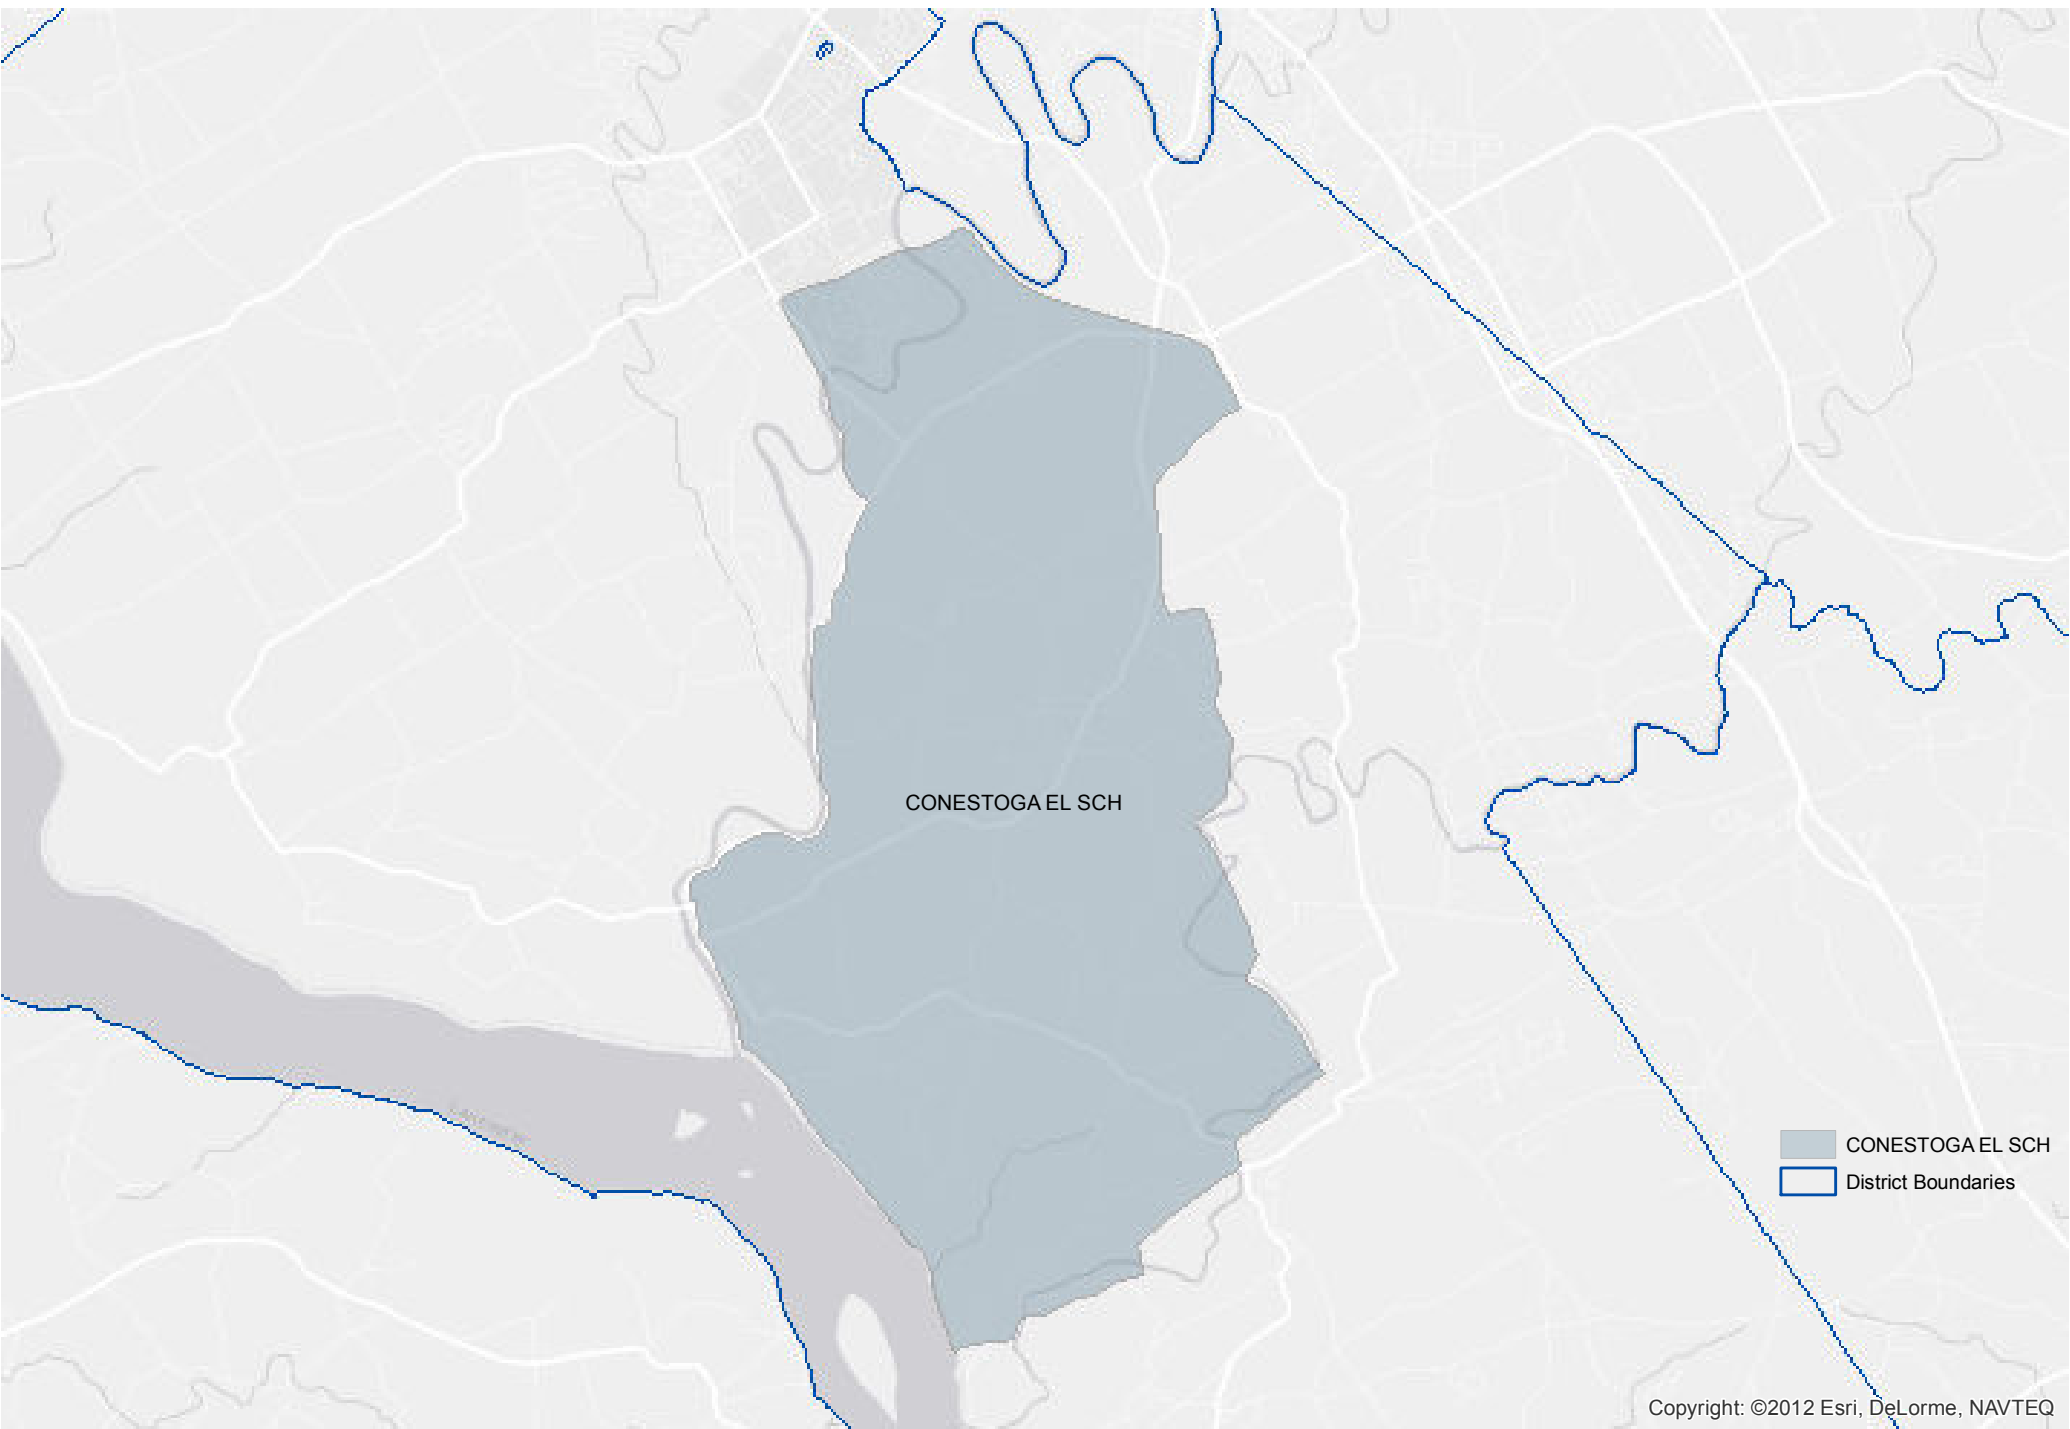 CONESTOGA EL SCH
CONESTOGA EL SCH
District Boundaries
Copyright: ©2012 Esri, DeLorme, NAVTEQ